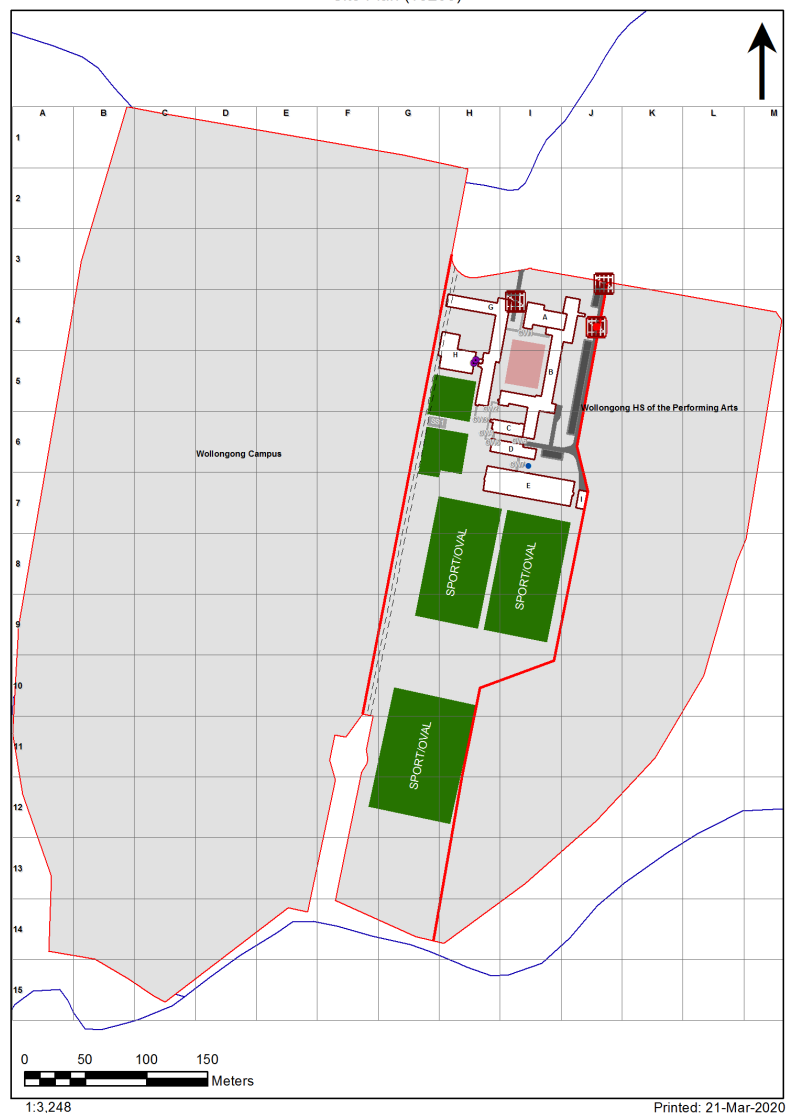 A B C D E F G H I J K L M
1
2
3
4
G
A
H
5
B
Wollongong HS of the Performing Arts
C
6
D
Wollongong Campus
E
I
7
8
SPORT/OVAL
SPORT/OVAL
9
10
11
SPORT/OVAL
12
13
14
15
0 50 100 150
Meters
1:3,248
Printed: 21-Mar-2020